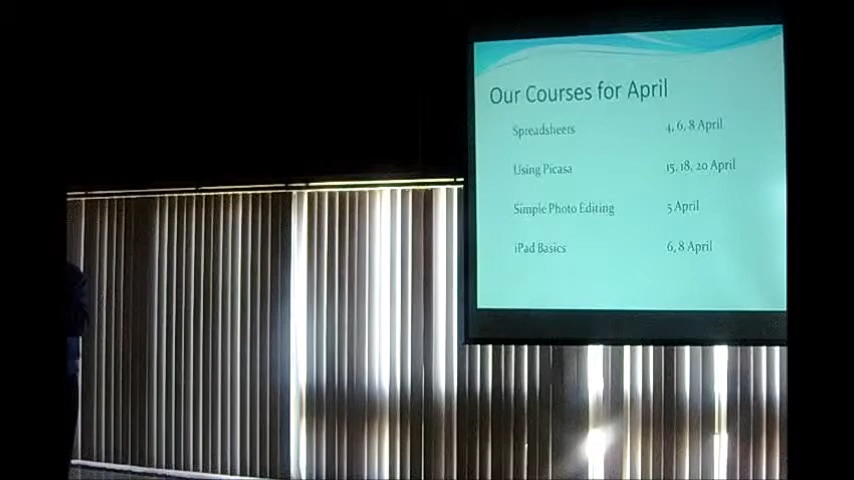 Our Courses for April
Spreadsheets 4, 6, 8 April
Using Picasa 15, 18, 20 April
Simple Photo Editing 5 April
iPad Basics 6, 8 April